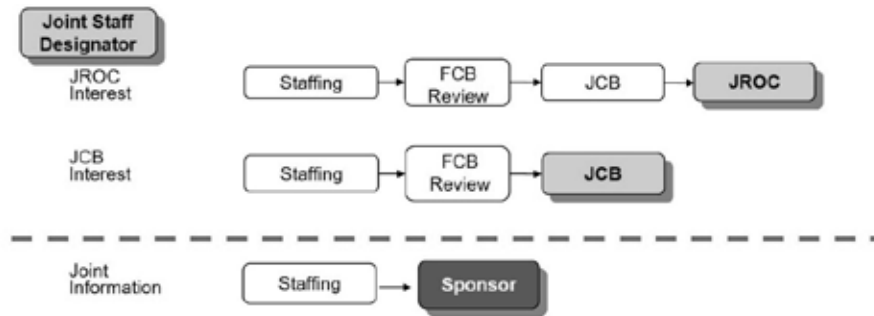 Joint Staff
Designator
JROC
Interest
Staffing
FCB
Review
JCB
JROC
JCB
Interest
Staffing
FCB
Review
JCB
Joint
Information
Staffing
Sponsor